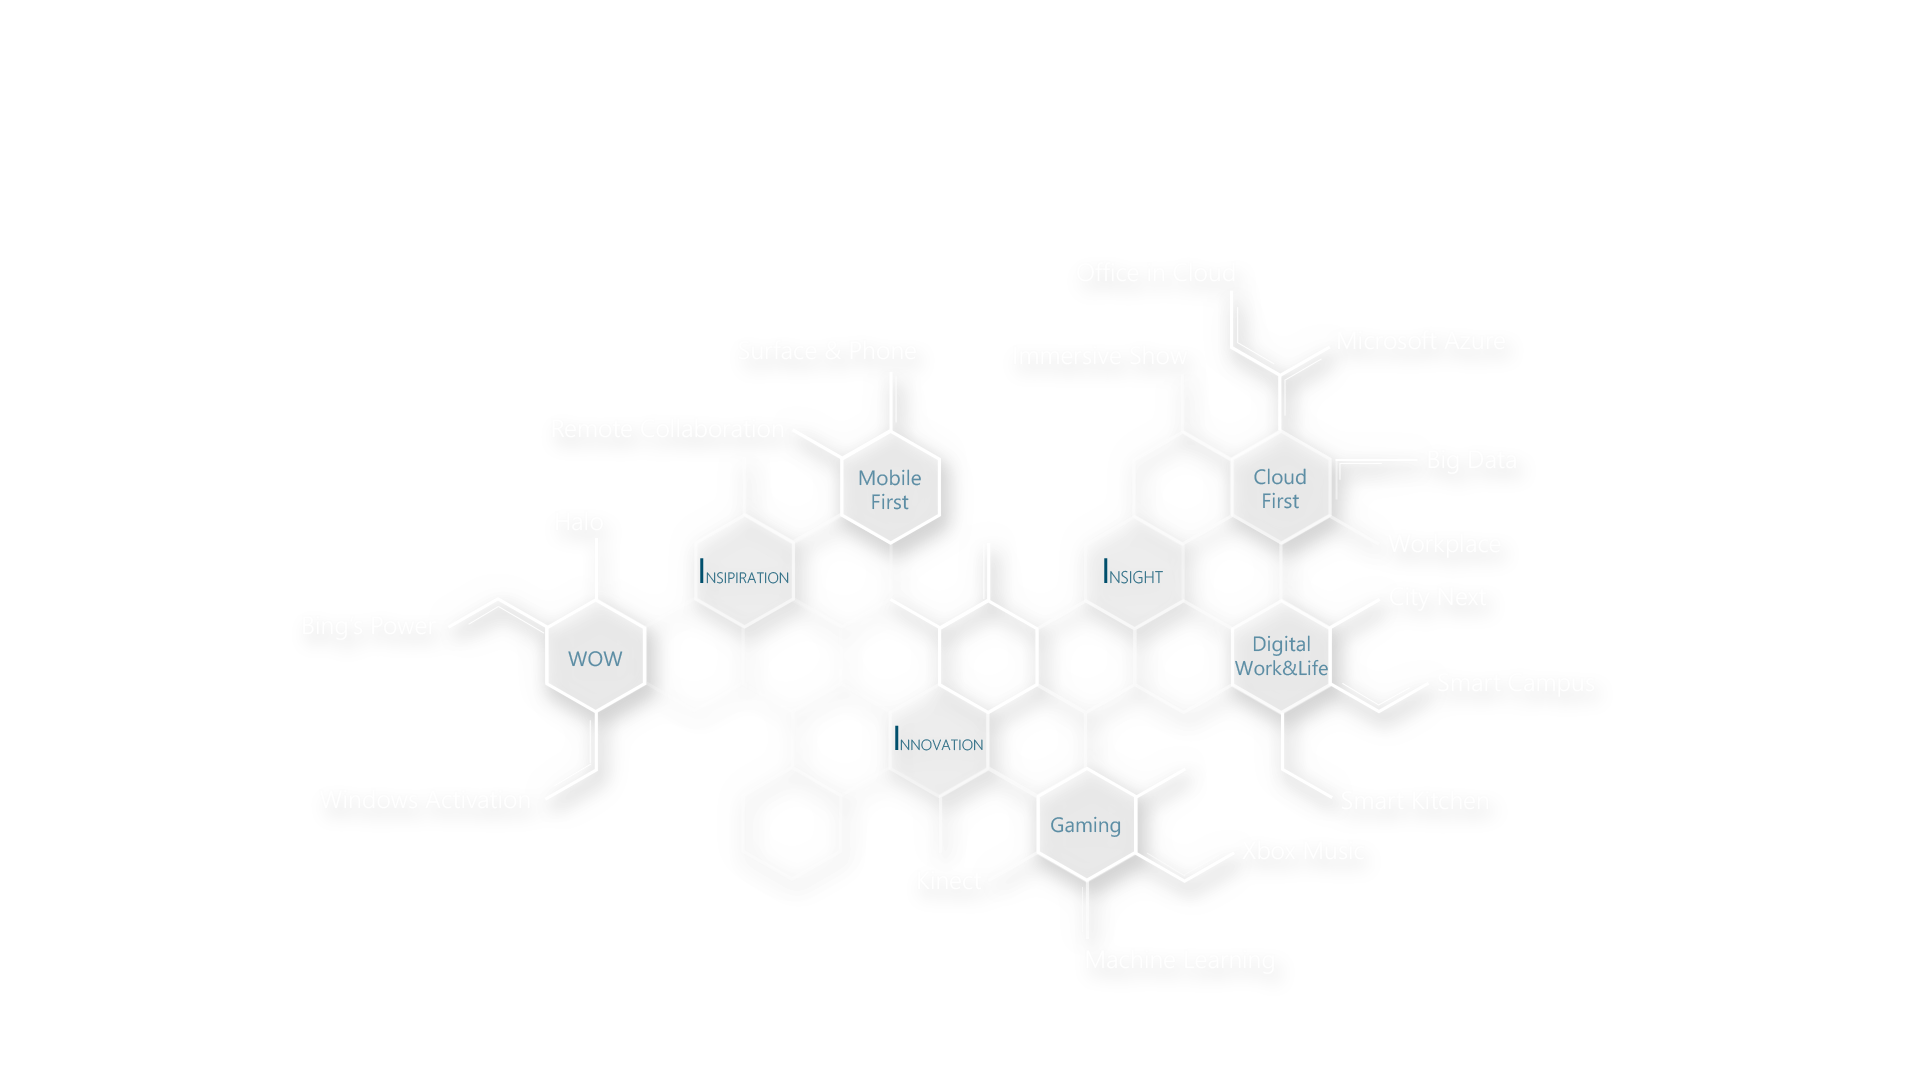 Office in Cloud
Microsoft Azure
Surface & Phone
Immersive Show
Remote Collaboration
Mobile
First
Cloud
First
Big Data
Halo
Workplace
INSIPIRATION
INSIGHT
City Next
Bing's Power
WOW
Digital
Work&Life
Smart Campus
INNOVATION
Windows Activation
Smart Kitchen
Gaming
Xbox Music
Kinect
Machine Learning